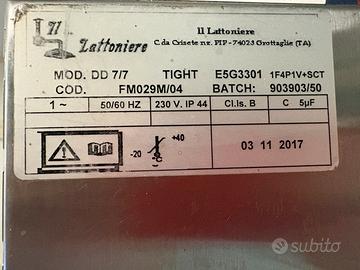 Il
Lattoniere
Il Lattoniere
C.da Crisete n.r. PIP - 74023 Grottaglie (TA)
MOD. DD 7/7 TIGHT E5G3301 1F4P1V+SCT
COD. FM029M/04 BATCH: 903903/50
1 ~ 50/60 HZ 230 V. IP 44 Cl.Is. B C 5µF
-20 +40 03 11 2017
subito